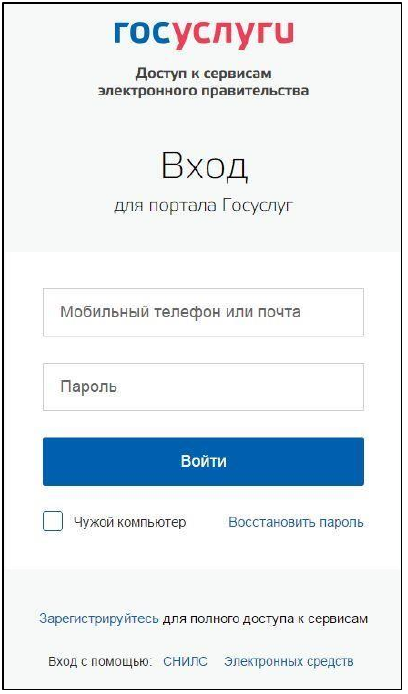 госуслуги
Доступ к сервисам
электронного правительства
Вход
для портала Госуслуг
Мобильный телефон или почта
Пароль
Войти
Чужой компьютер Восстановить пароль
Зарегистрируйтесь для полного доступа к сервисам
Вход с помощью: СНИЛС Электронных средств